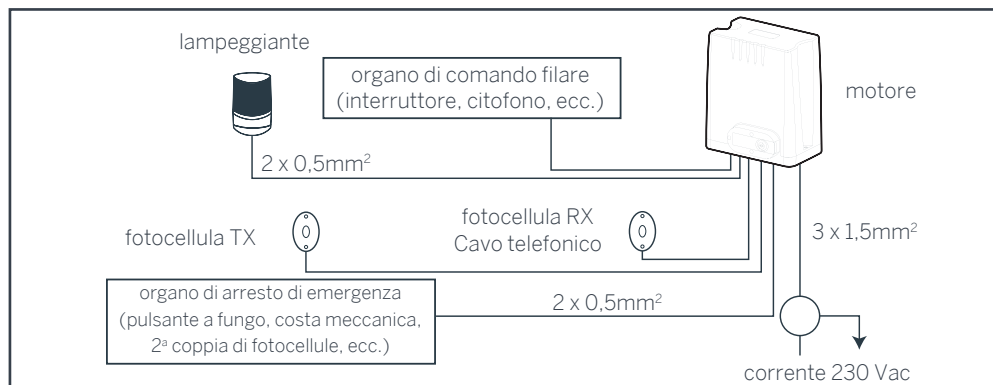 lampeggiante
organo di comando filare
(interruttore, citofono, ecc.)
motore
2 x 0,5mm²
fotocellula TX
fotocellula RX
Cavo telefonico
3 x 1,5mm²
organo di arresto di emergenza
(pulsante a fungo, costa meccanica,
2ª coppia di fotocellule, ecc.)
2 x 0,5mm²
corrente 230 Vac